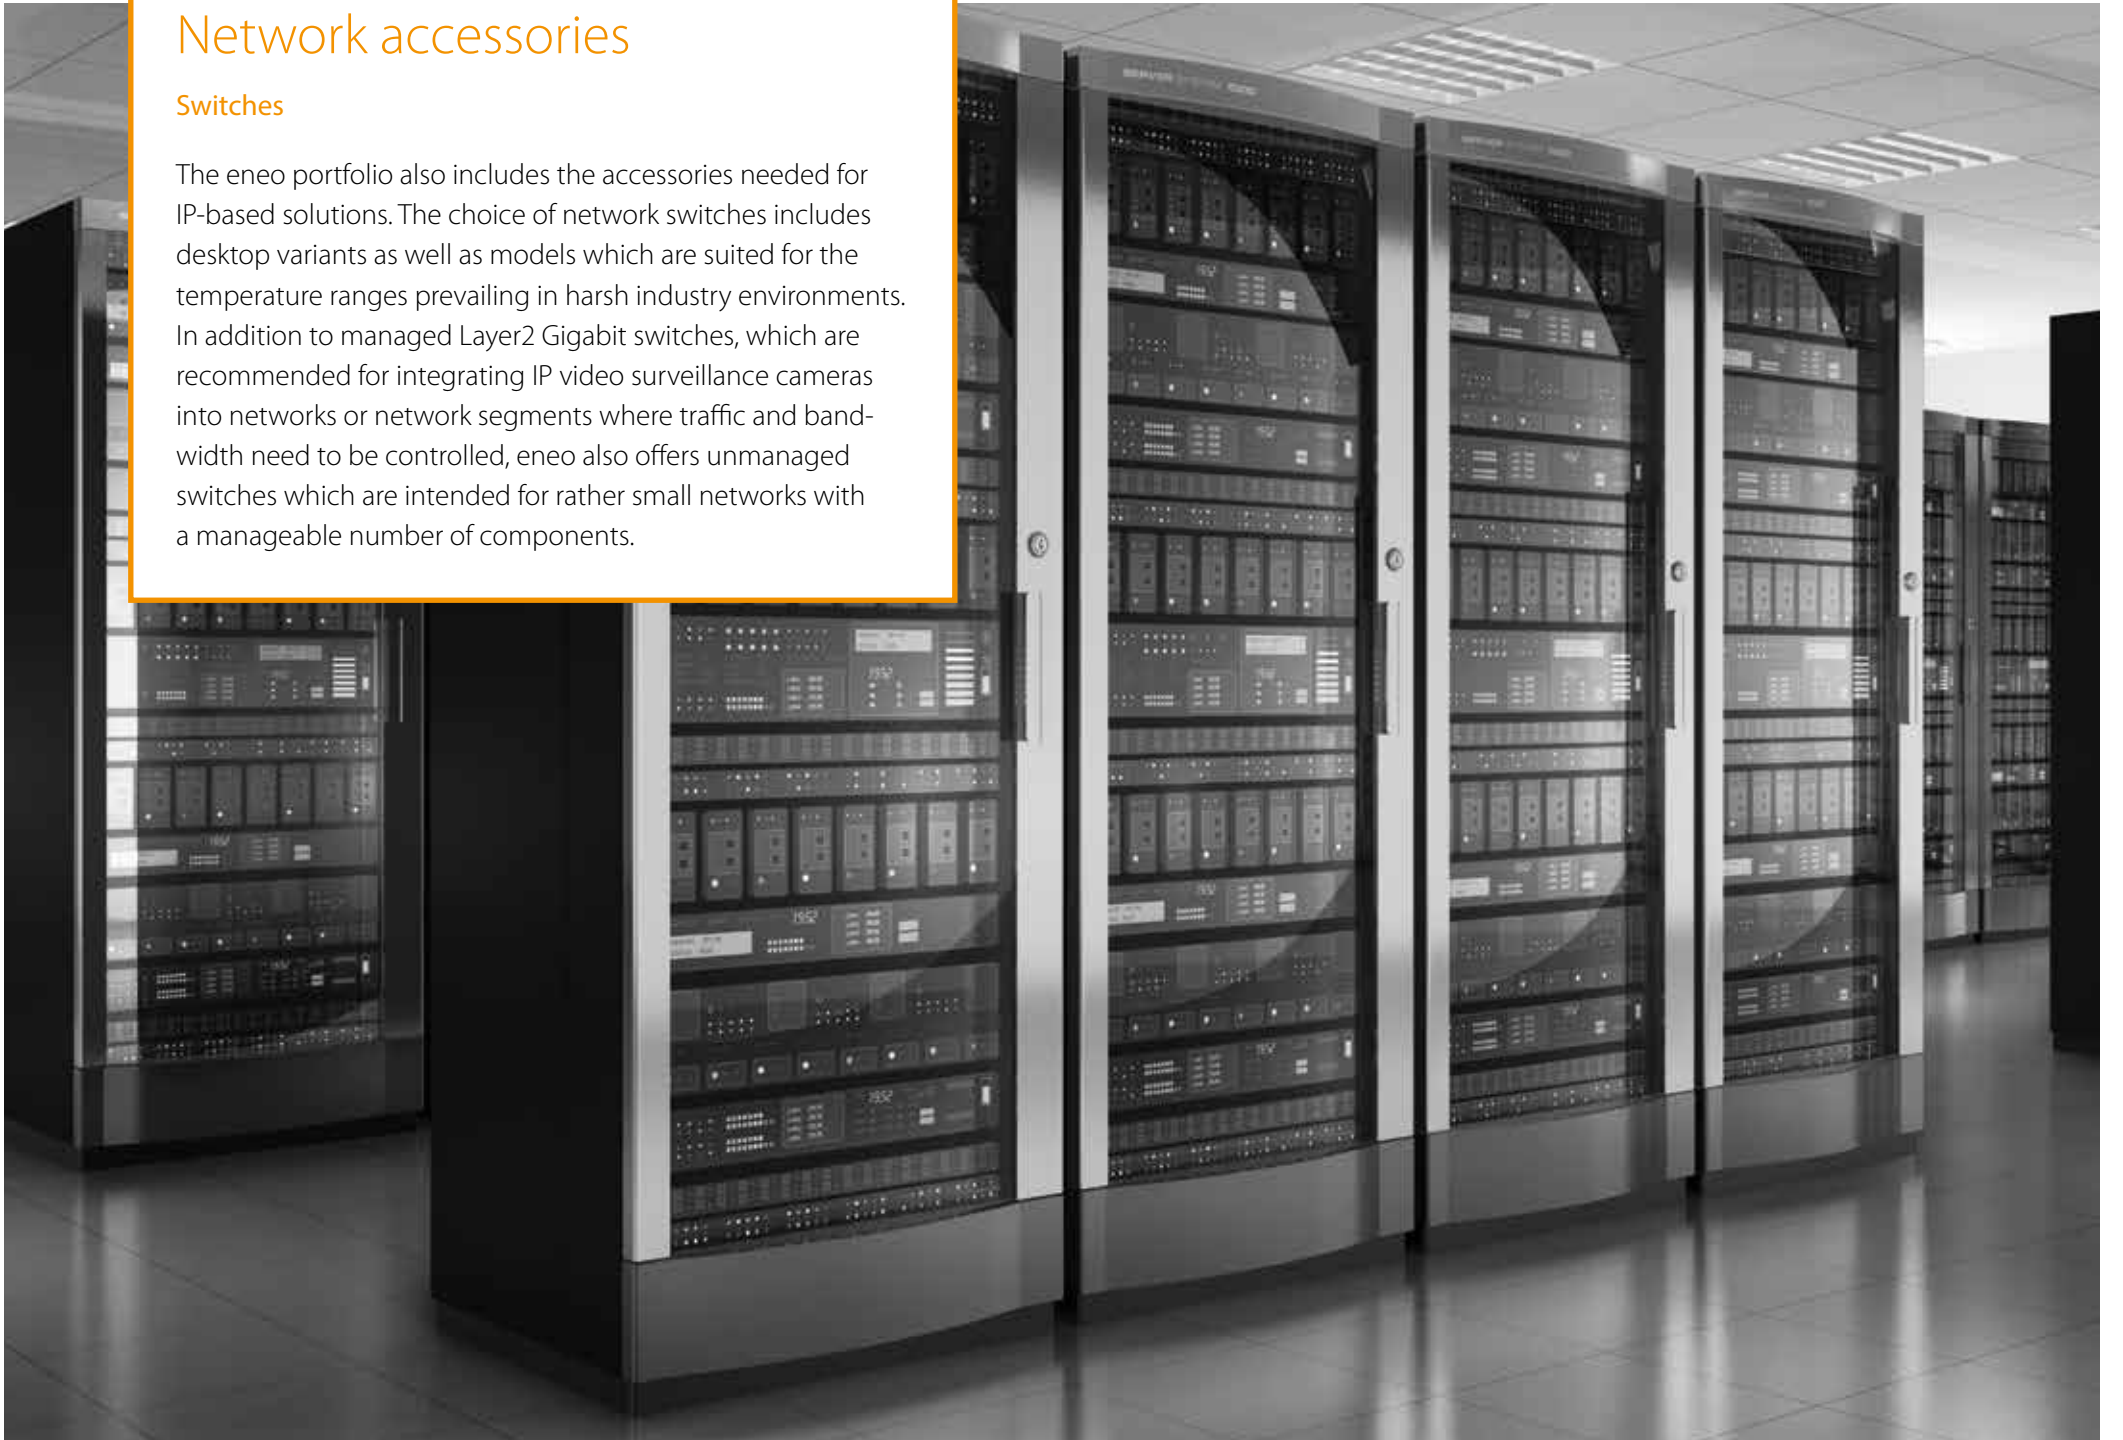 Network accessories
Switches
The eneo portfolio also includes the accessories needed for
IP-based solutions. The choice of network switches includes
desktop variants as well as models which are suited for the
temperature ranges prevailing in harsh industry environments.
In addition to managed Layer2 Gigabit switches, which are
recommended for integrating IP video surveillance cameras
into networks or network segments where traffic and band-
width need to be controlled, eneo also offers unmanaged
switches which are intended for rather small networks with
a manageable number of components.
SERVER
1952
1952
1952